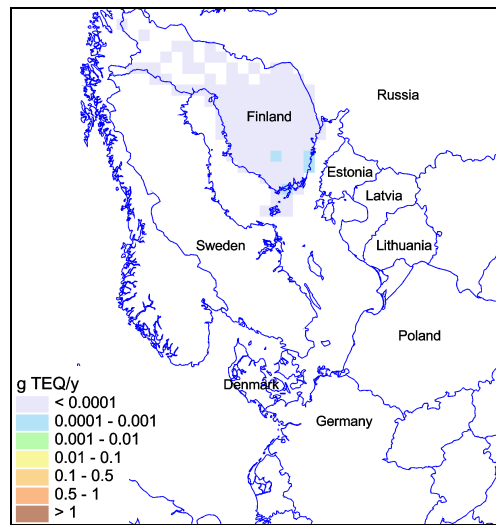 Russia
Finland
Estonia
Latvia
Sweden
Lithuania
Poland
Denmark
Germany
g TEQ/y
< 0.0001
0.0001 - 0.001
0.001 - 0.01
0.01 - 0.1
0.1 - 0.5
0.5 - 1
> 1